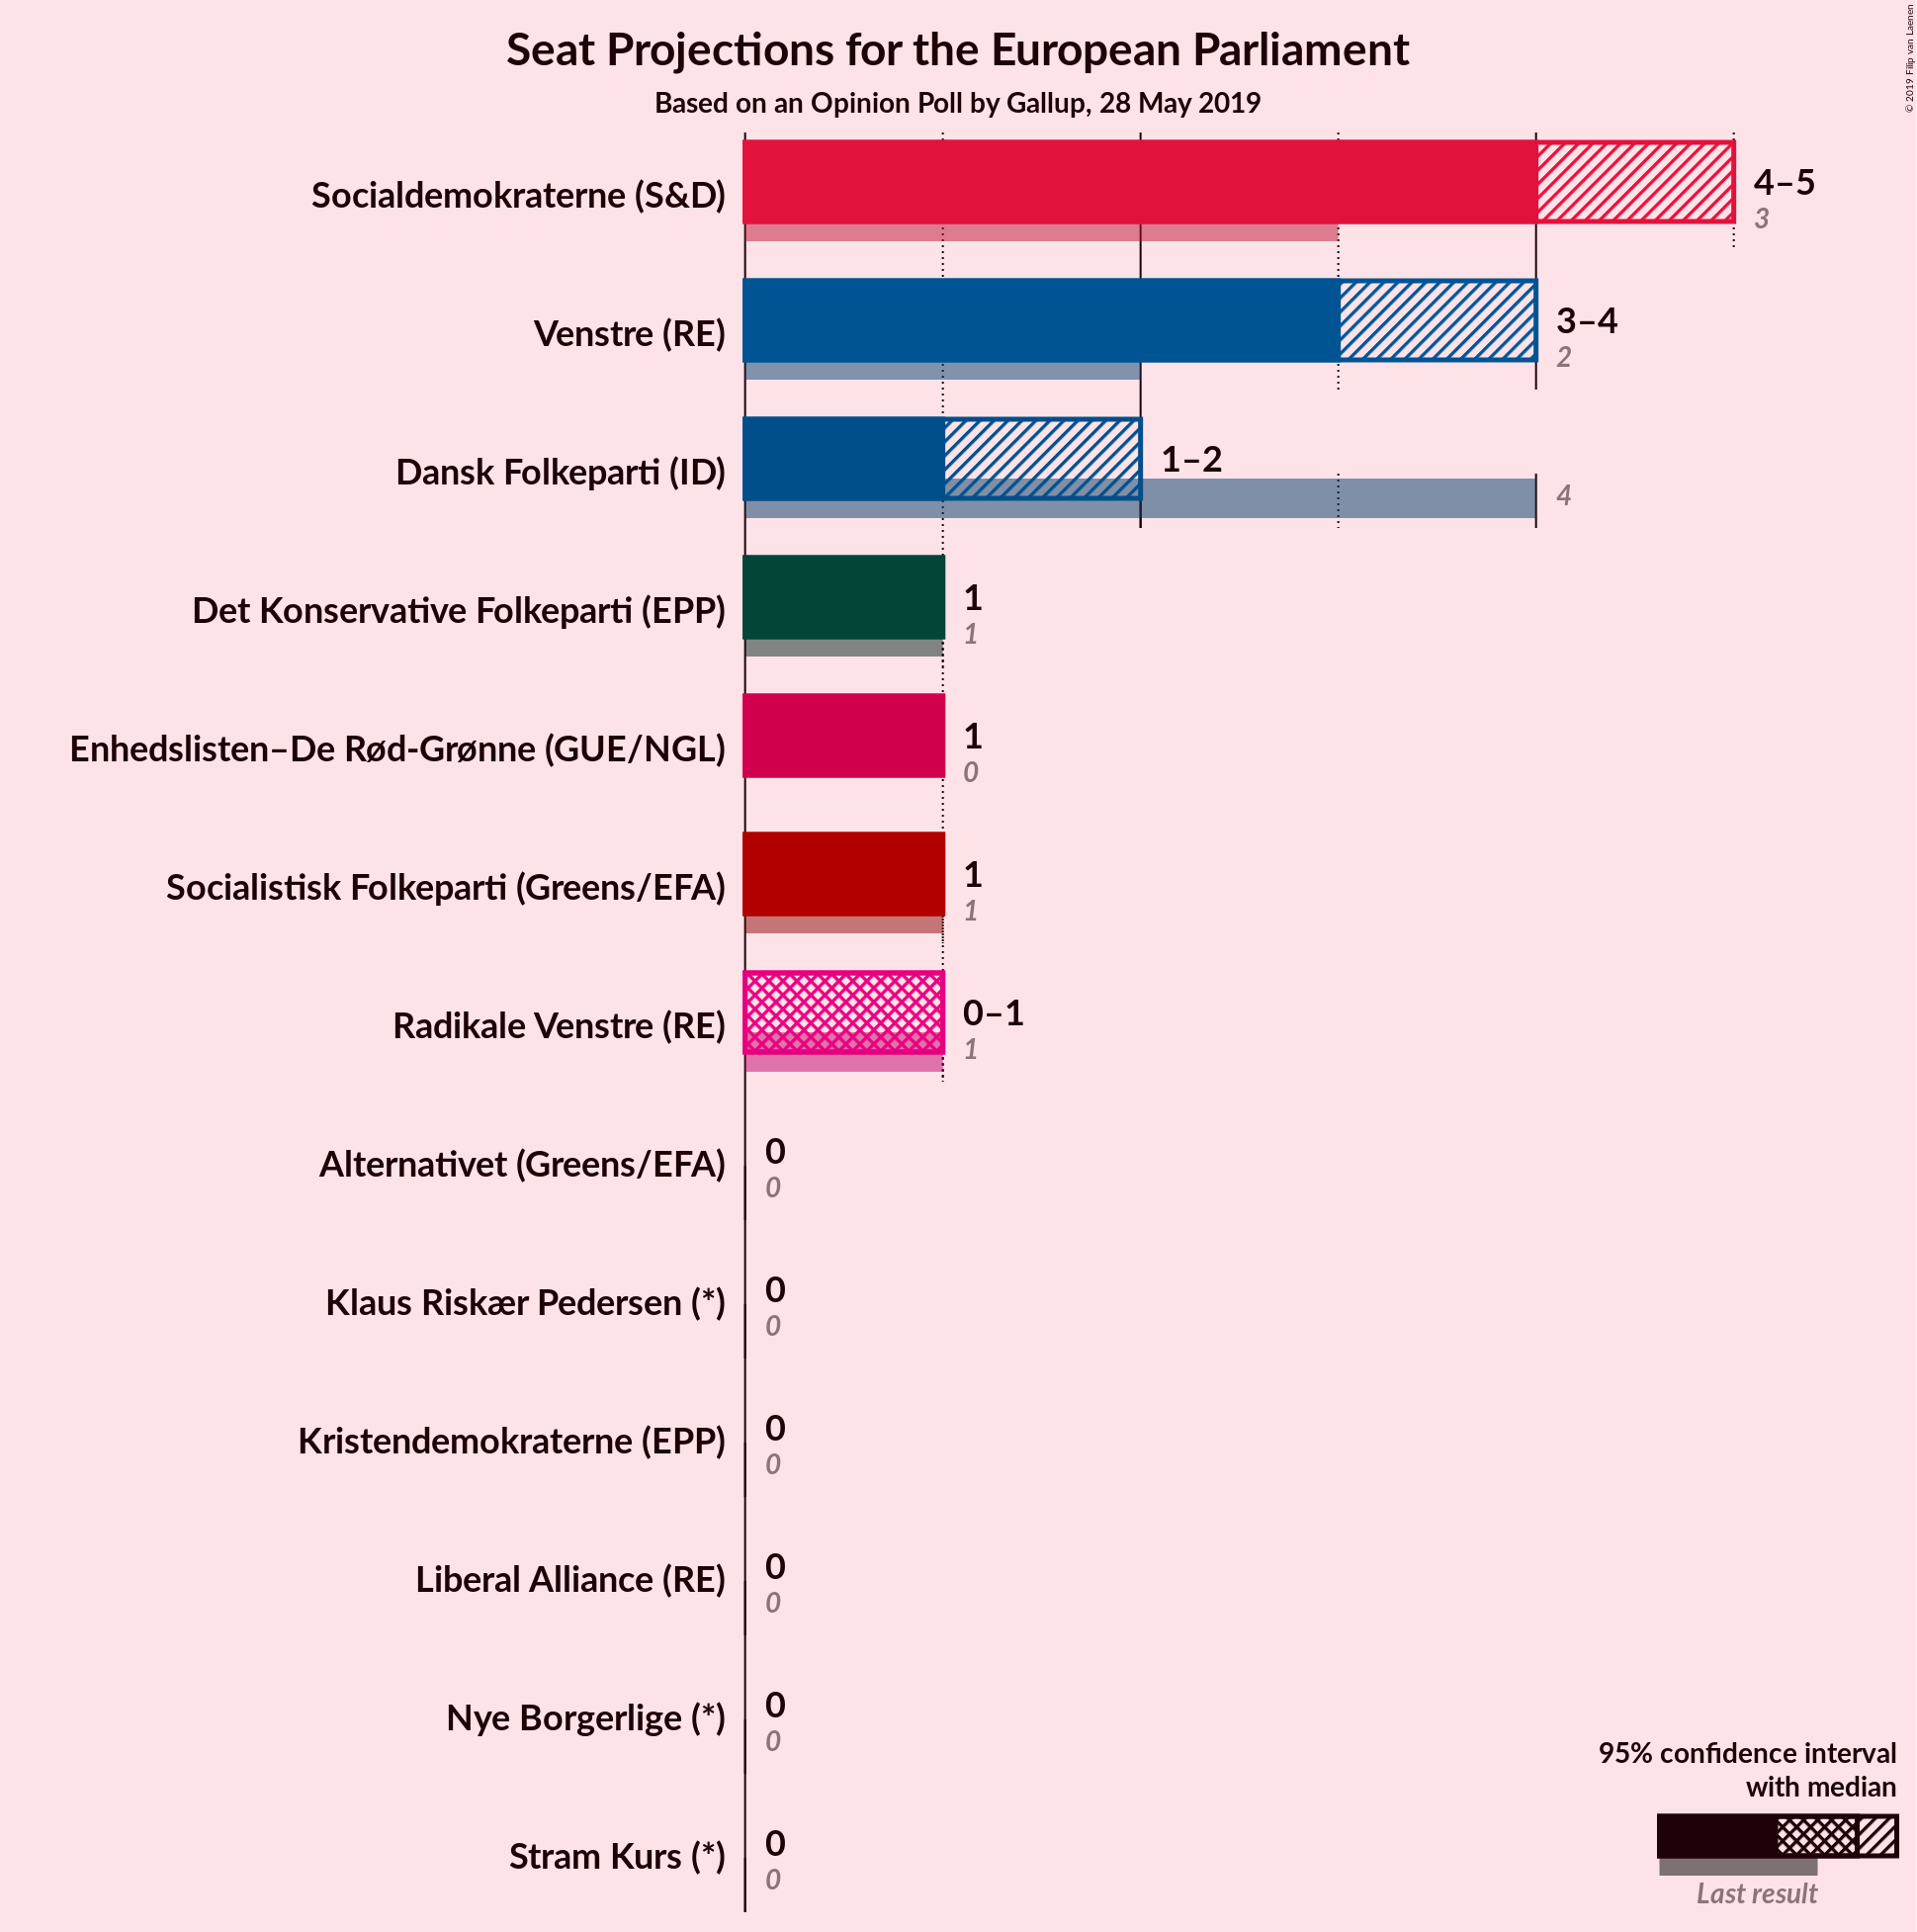 Seat Projections for the European Parliament
Based on an Opinion Poll by Gallup, 28 May 2019
© 2019 Filip van Laenen
Socialdemokraterne (S&D)
4–5
3
Venstre (RE)
3–4
2
Dansk Folkeparti (ID)
1–2
4
Det Konservative Folkeparti (EPP)
1
1
Enhedslisten–De Rød-Grønne (GUE/NGL)
1
0
Socialistisk Folkeparti (Greens/EFA)
1
1
Radikale Venstre (RE)
0–1
1
Alternativet (Greens/EFA)
0
0
Klaus Riskær Pedersen (*)
0
0
Kristendemokraterne (EPP)
0
0
Liberal Alliance (RE)
0
0
Nye Borgerlige (*)
0
0
Stram Kurs (*)
0
0
95% confidence interval
with median
Last result